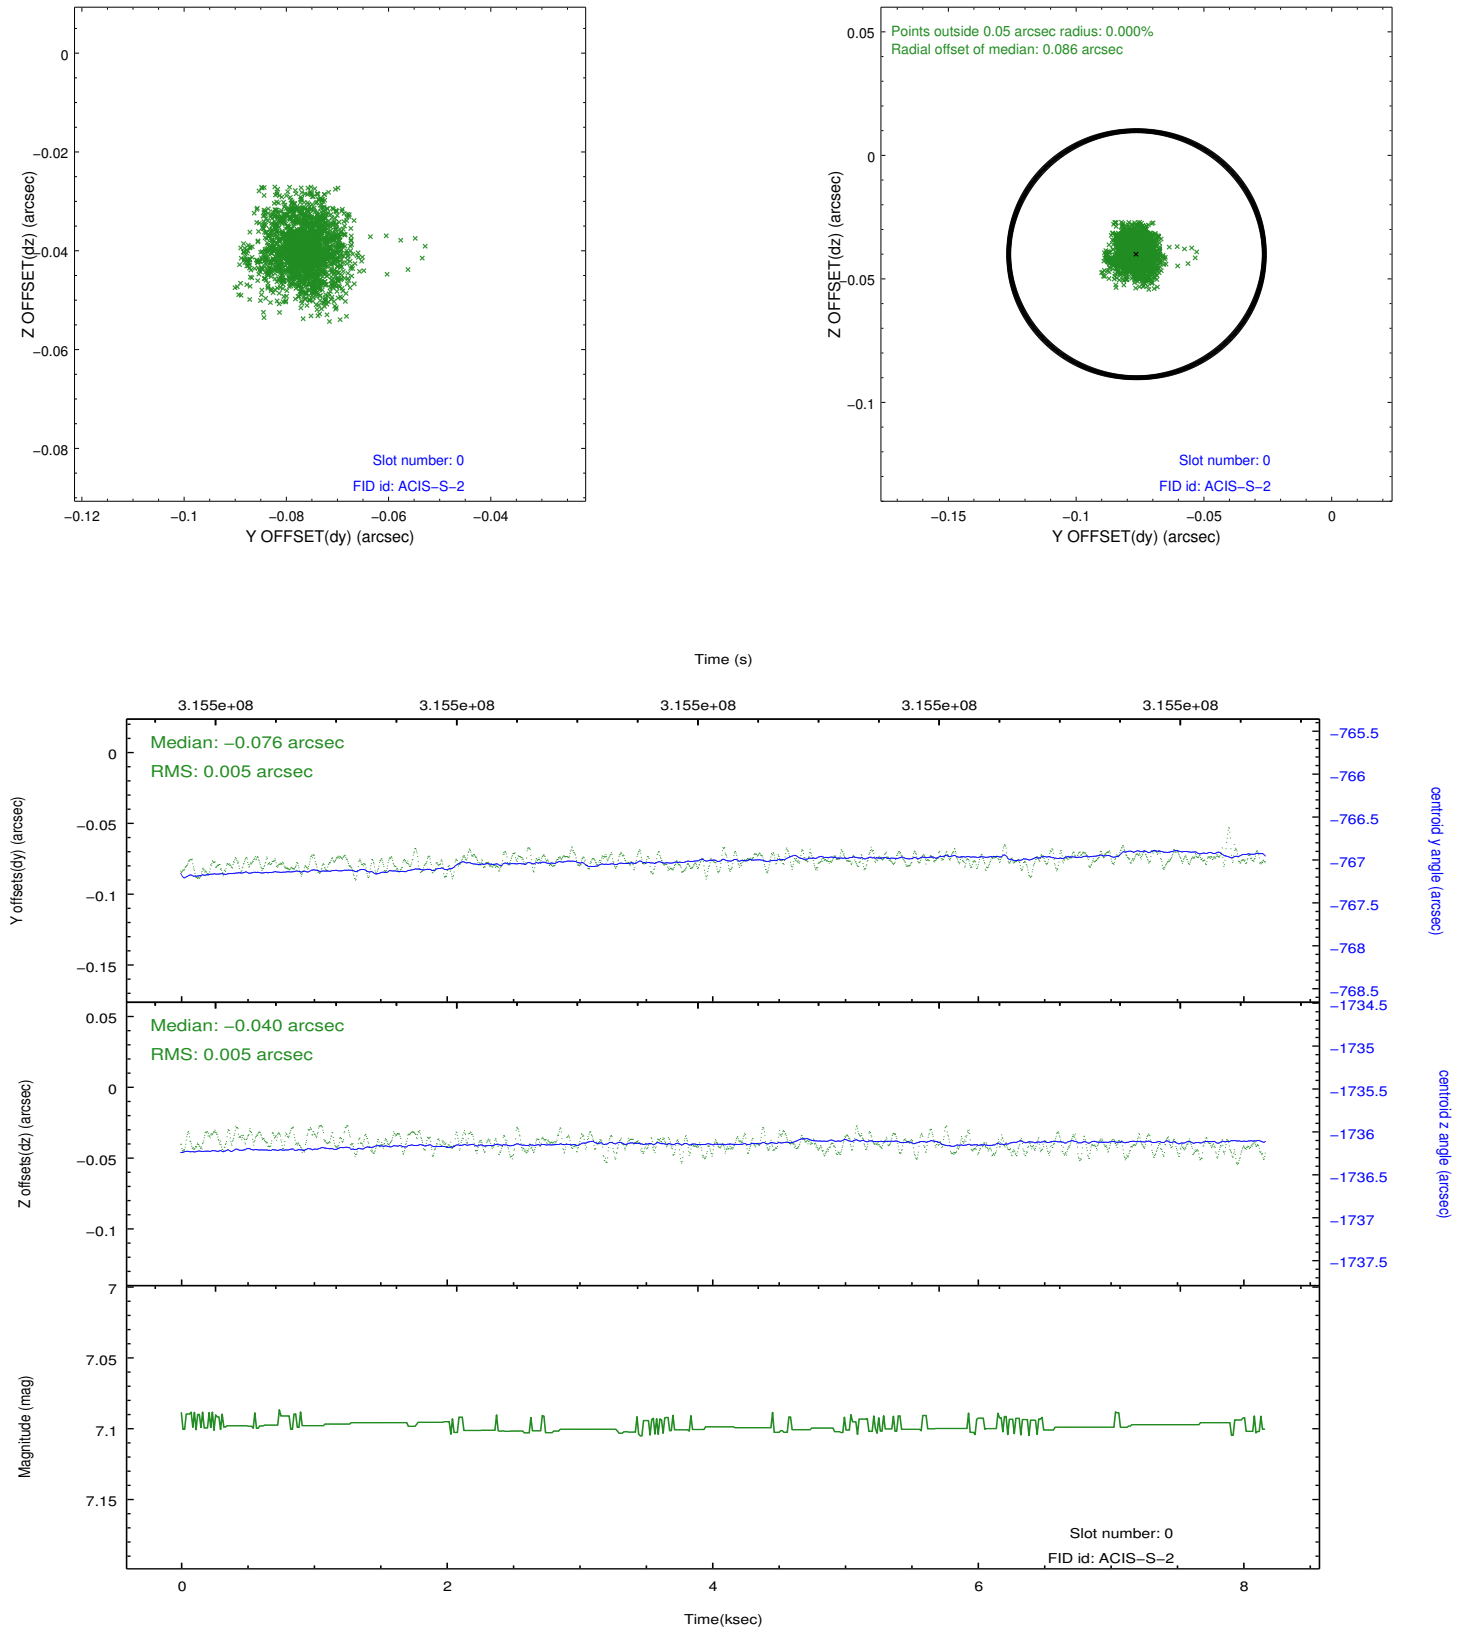 0
−0.02
−0.04
−0.06
−0.08
Z OFFSET(dz) (arcsec)
Slot number: 0
FID id: ACIS−S−2
−0.12
−0.1
−0.08
−0.06
−0.04
Y OFFSET(dy) (arcsec)
Points outside 0.05 arcsec radius: 0.000%
Radial offset of median: 0.086 arcsec
0.05
0
−0.05
−0.1
Z OFFSET(dz) (arcsec)
Slot number: 0
FID id: ACIS−S−2
−0.15
−0.1
−0.05
0
Y OFFSET(dy) (arcsec)
Time (s)
3.155e+08
3.155e+08
3.155e+08
3.155e+08
3.155e+08
Median: −0.076 arcsec
RMS: 0.005 arcsec
0
−0.05
−0.1
−0.15
Y offsets(dy) (arcsec)
−765.5
−766
−766.5
−767
−767.5
−768
−768.5
centroid y angle (arcsec)
Median: −0.040 arcsec
RMS: 0.005 arcsec
0.05
0
−0.05
−0.1
Z offsets(dz) (arcsec)
−1734.5
−1735
−1735.5
−1736
−1736.5
−1737
−1737.5
centroid z angle (arcsec)
7
7.05
7.1
7.15
Magnitude (mag)
Slot number: 0
FID id: ACIS−S−2
0
2
4
6
8
Time(ksec)